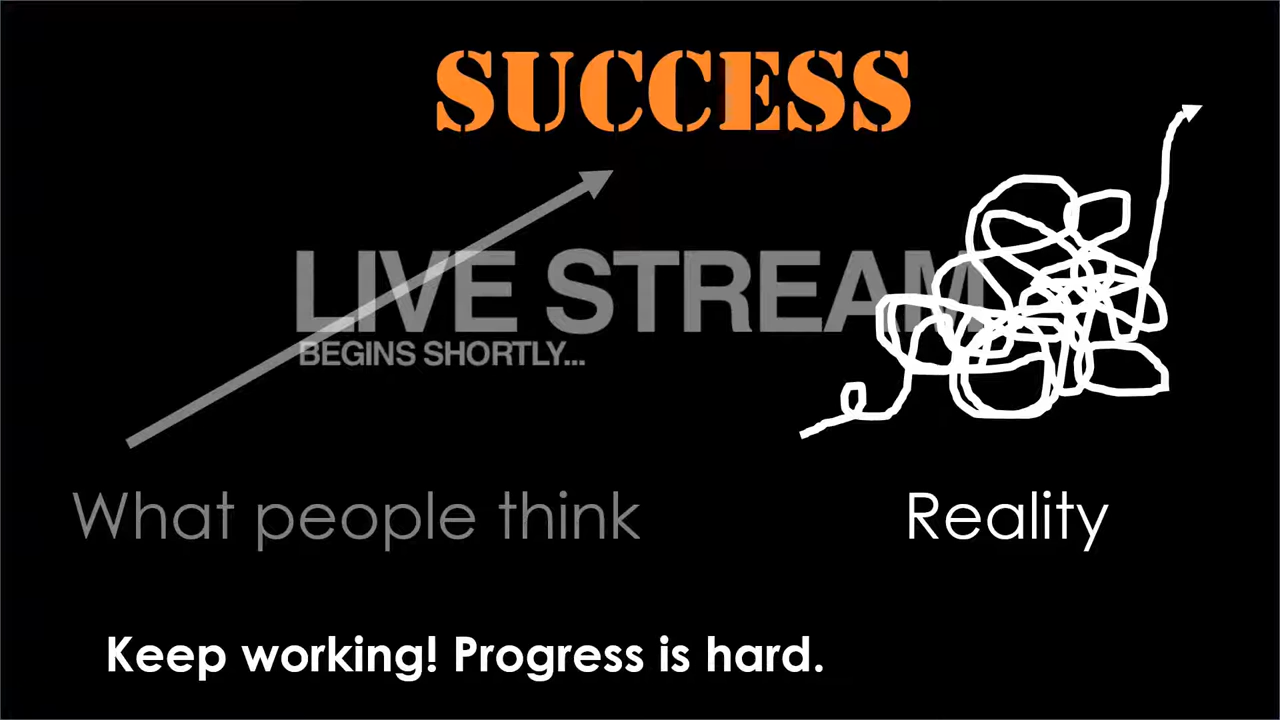 SUCCESS
LIVE STREAM
BEGINS SHORTLY...
What people think
Reality
Keep working! Progress is hard.